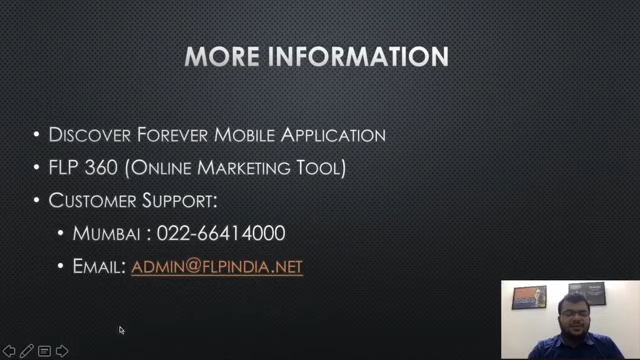 MORE INFORMATION
• DISCOVER FOREVER MOBILE APPLICATION
• FLP 360 (ONLINE MARKETING TOOL)
• CUSTOMER SUPPORT:
• MUMBAI : 022-66414000
• EMAIL: ADMIN@FLPINDIA.NET